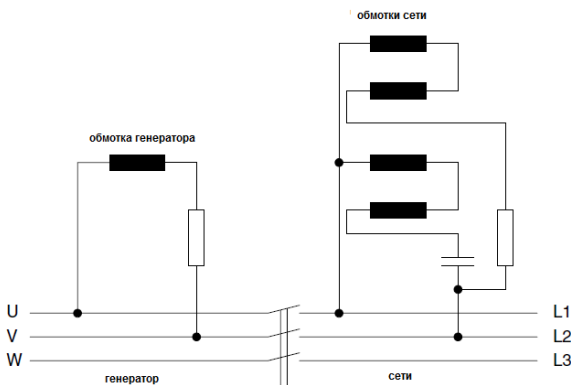 обмотки сети
обмотка генератора
U
L1
V
L2
W
L3
генератор
сети